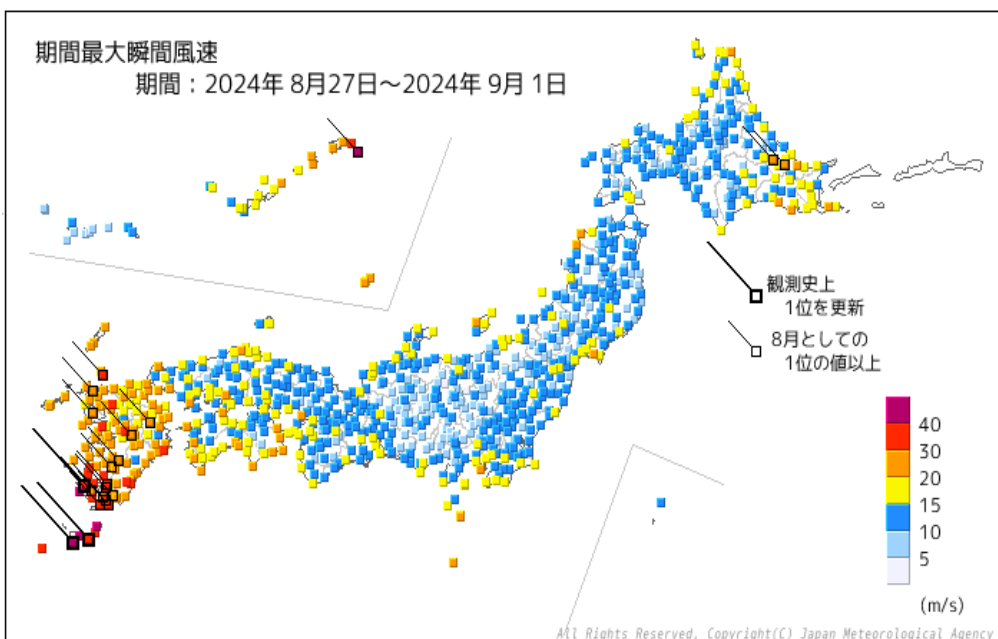 期間最大瞬間風速
期間：2024年 8月27日～2024年 9月 1日
観測史上
1位を更新
8月としての
1位の値以上
40
30
20
15
10
5
(m/s)
All Rights Reserved. Copyright(C) Japan Meteorological Agency